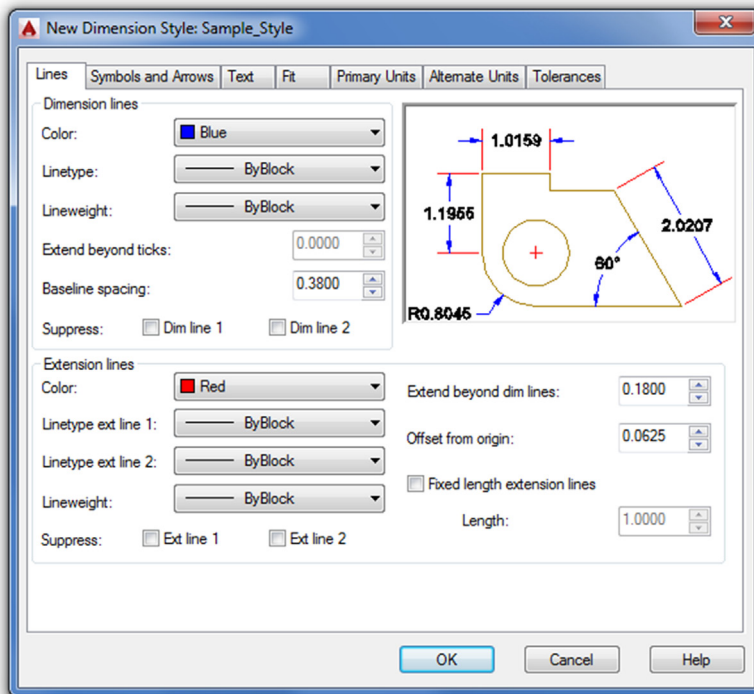 New Dimension Style: Sample_Style
Lines Symbols and Arrows Text Fit Primary Units Alternate Units Tolerances
Dimension lines
Color: Blue
Linetype: ByBlock
Lineweight: ByBlock
Extend beyond ticks: 0.0000
Baseline spacing: 0.3800
Suppress: Dim line 1 Dim line 2
1.0159
1.1955
2.0207
60°
R0.8045
Extension lines
Color: Red
Linetype ext line 1: ByBlock
Linetype ext line 2: ByBlock
Lineweight: ByBlock
Suppress: Ext line 1 Ext line 2
Extend beyond dim lines: 0.1800
Offset from origin: 0.0625
Fixed length extension lines
Length: 1.0000
OK Cancel Help